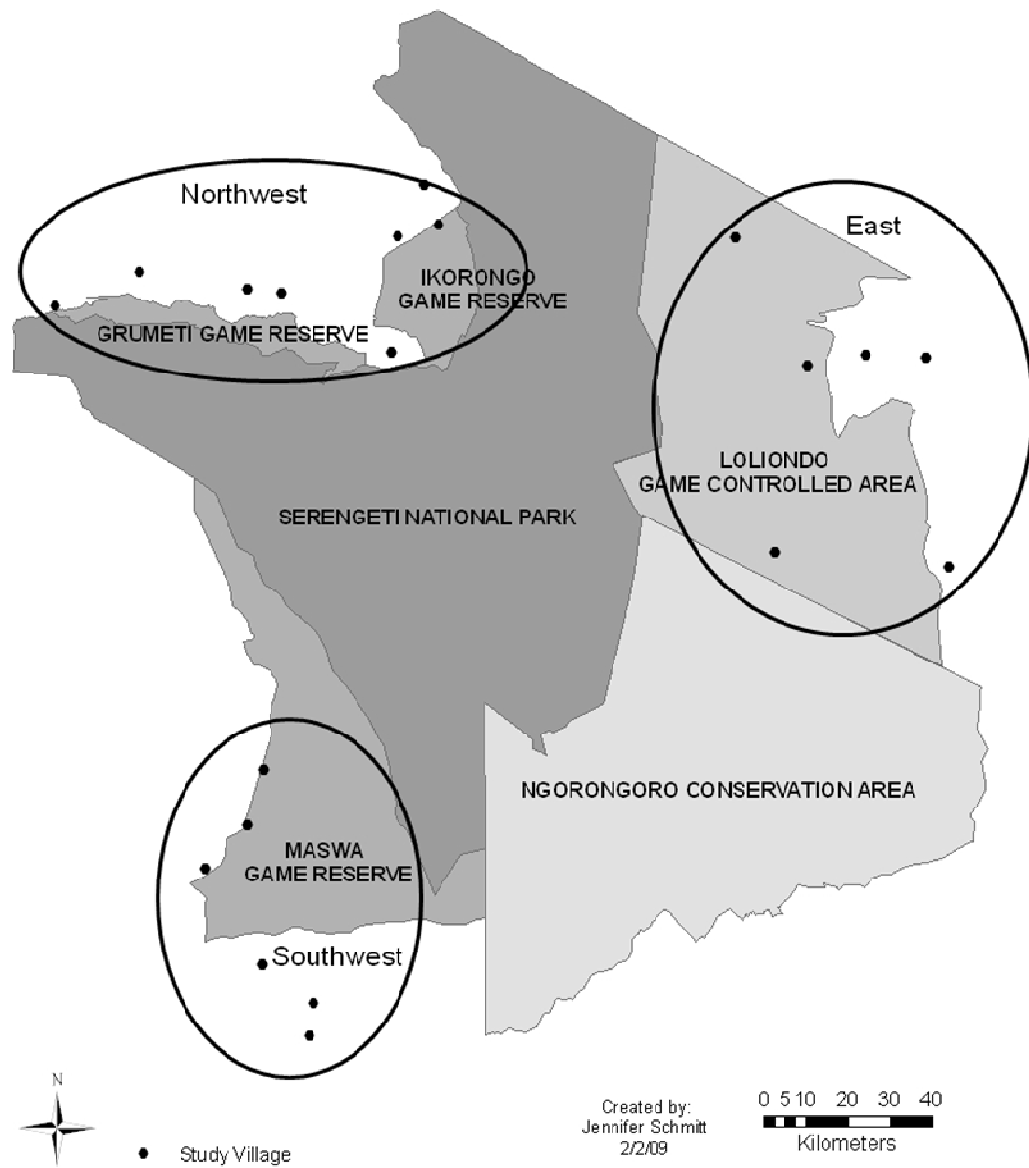 Northwest
East
IKORONGO
GAME RESERVE
GRUMETI GAME RESERVE
LOLIONDO
GAME CONTROLLED AREA
SERENGETI NATIONAL PARK
NGORONGORO CONSERVATION AREA
MASWA
GAME RESERVE
Southwest
N
Study Village
Created by:
Jennifer Schmitt
2/2/09
0 5 10 20 30 40
Kilometers